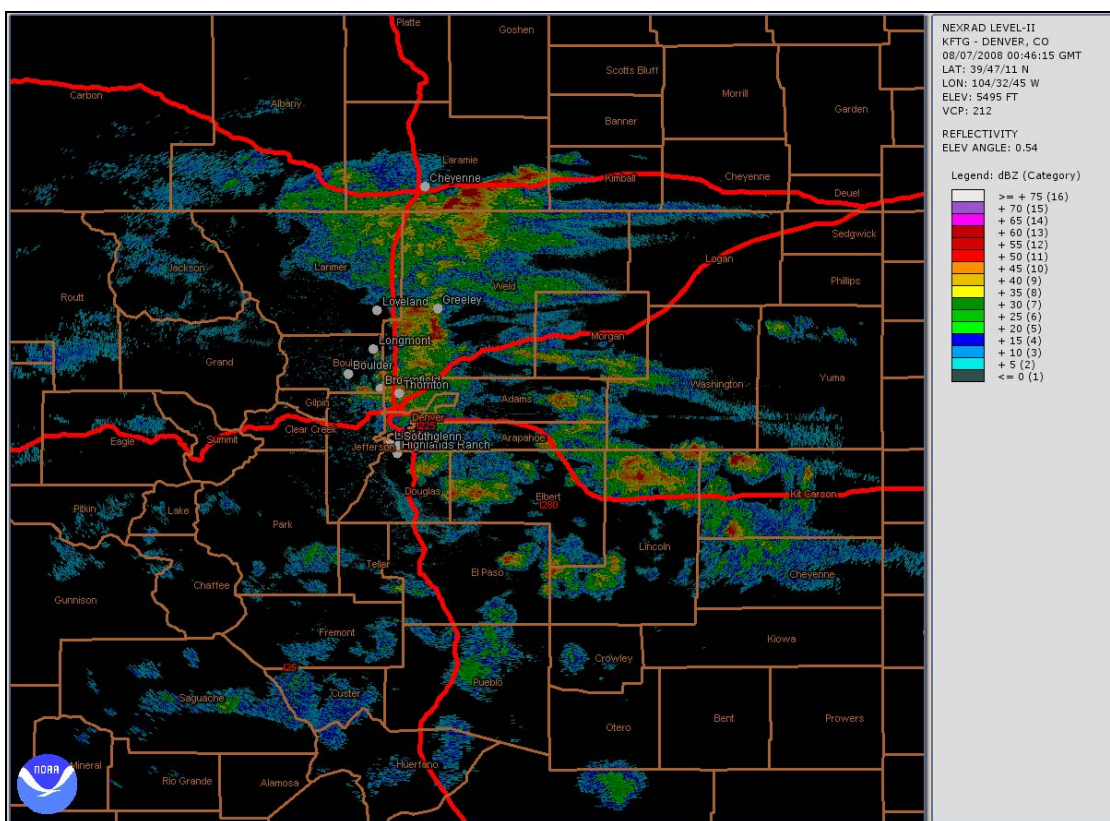 NEXRAD LEVEL-II
KFTG - DENVER, CO
08/07/2008 00:46:15 GMT
LAT: 39/47/11 N
LON: 104/32/45 W
ELEV: 5495 FT
VCP: 212
REFLECTIVITY
ELEV ANGLE: 0.54
Legend: dBZ (Category)
>= + 75 (16)
+ 70 (15)
+ 65 (14)
+ 60 (13)
+ 55 (12)
+ 50 (11)
+ 45 (10)
+ 40 (9)
+ 35 (8)
+ 30 (7)
+ 25 (6)
+ 20 (5)
+ 15 (4)
+ 10 (3)
+ 5 (2)
<= 0 (1)
Platte
Goshen
Scotts Bluff
Carbon
Albany
Morrill
Garden
Banner
Laramie
Cheyenne
Kimball
Cheyenne
Deuel
Sedgwick
Jackson
Larimer
Logan
Phillips
Routt
Weld
Loveland
Greeley
Morgan
Longmont
Grand
Boulder
Washington
Yuma
Thornton
Gilpin
Adams
Denver
I225
Clear Creek
Eagle
Summit
Southglenn
Arapahoe
Jefferson
Highlands Ranch
Douglas
Elbert
I280
Kit Carson
Pitkin
Lake
Park
Lincoln
Teller
El Paso
Cheyenne
Chaffee
Gunnison
Fremont
Kiowa
Crowley
I25
Pueblo
Saguache
Custer
Otero
Bent
Prowers
NOAA
Mineral
Rio Grande
Alamosa
Huerfano